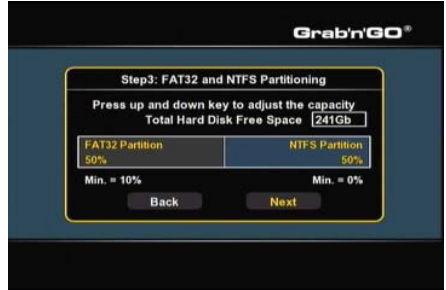 Grab'n'GO®
Step3: FAT32 and NTFS Partitioning
Press up and down key to adjust the capacity
Total Hard Disk Free Space 241Gb
FAT32 Partition NTFS Partition
50% 50%
Min. = 10% Min. = 0%
Back Next